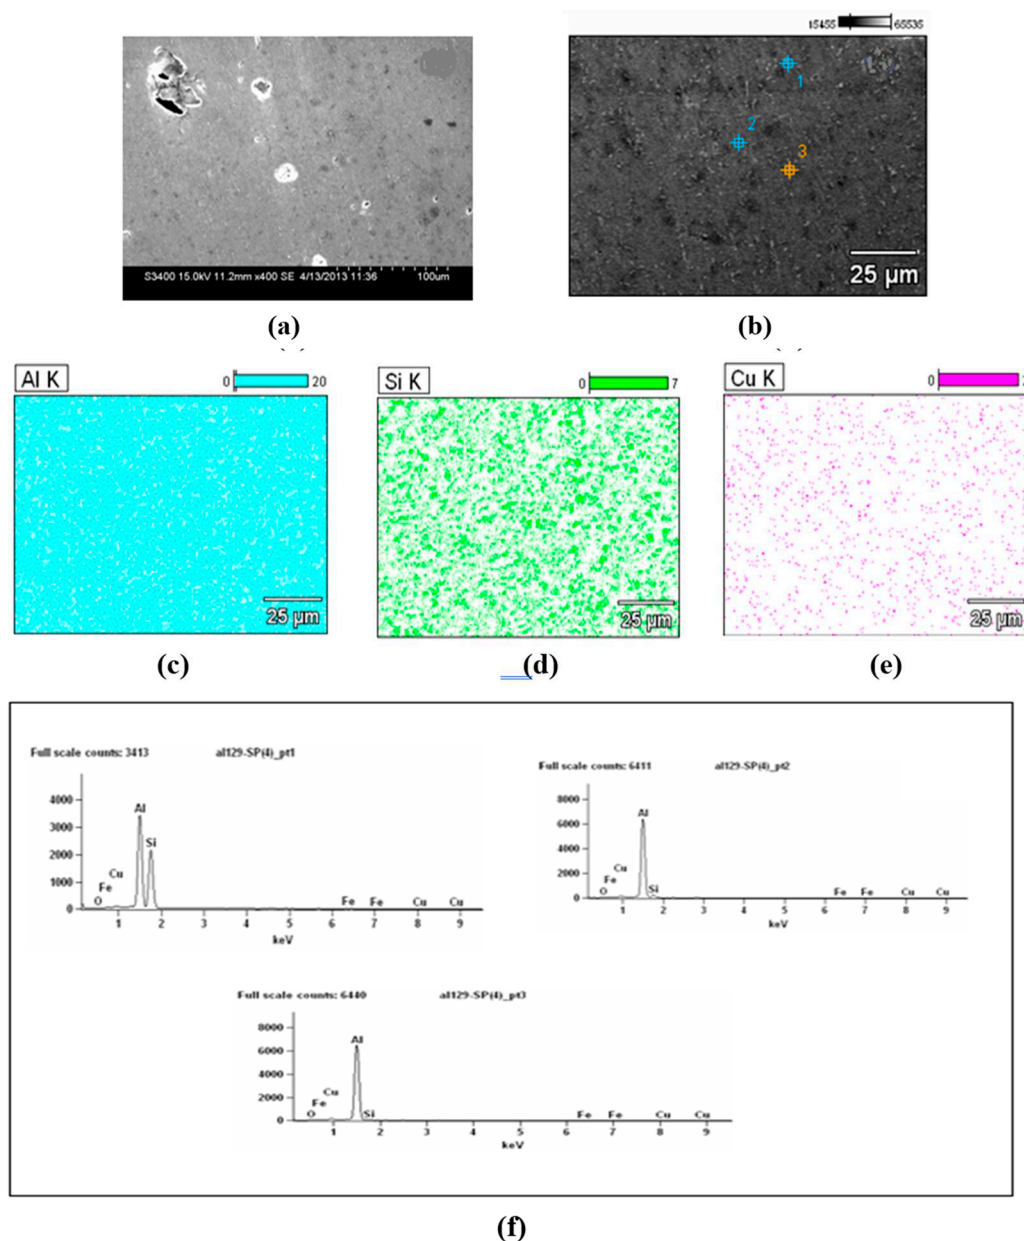 15455 65535
1
2
3
25 µm
S3400 15.0kV 11.2mm x400 SE 4/13/2013 11:36 100um
(a) (b)
Al K 0 20
Si K 0 7
Cu K 0
25 µm 25 µm 25 µm
(c) (d) (e)
Full scale counts: 3413 al129-SP(4)_pt1
4000
3000
2000
1000
0
Al
Si
Cu
Fe
O
Fe Fe Cu Cu
1 2 3 4 5 6 7 8 9
keV
Full scale counts: 6411 al129-SP(4)_pt2
8000
6000
4000
2000
0
Al
Cu
Fe
O
Si
Fe Fe Cu Cu
1 2 3 4 5 6 7 8 9
keV
Full scale counts: 6440 al129-SP(4)_pt3
8000
6000
4000
2000
0
Al
Cu
Fe
O
Si
Fe Fe Cu Cu
1 2 3 4 5 6 7 8 9
keV
(f)